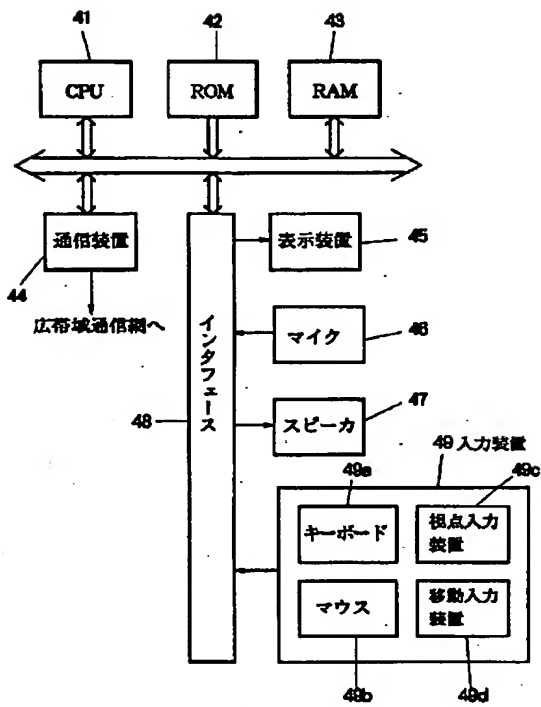 41
42
43
CPU
ROM
RAM
通信装置
44
広帯域通信網へ
インタフェース
48
表示装置
45
マイク
46
スピーカ
47
49 入力装置
49a
49c
キーボード
視点入力
装置
マウス
移動入力
装置
49b
49d